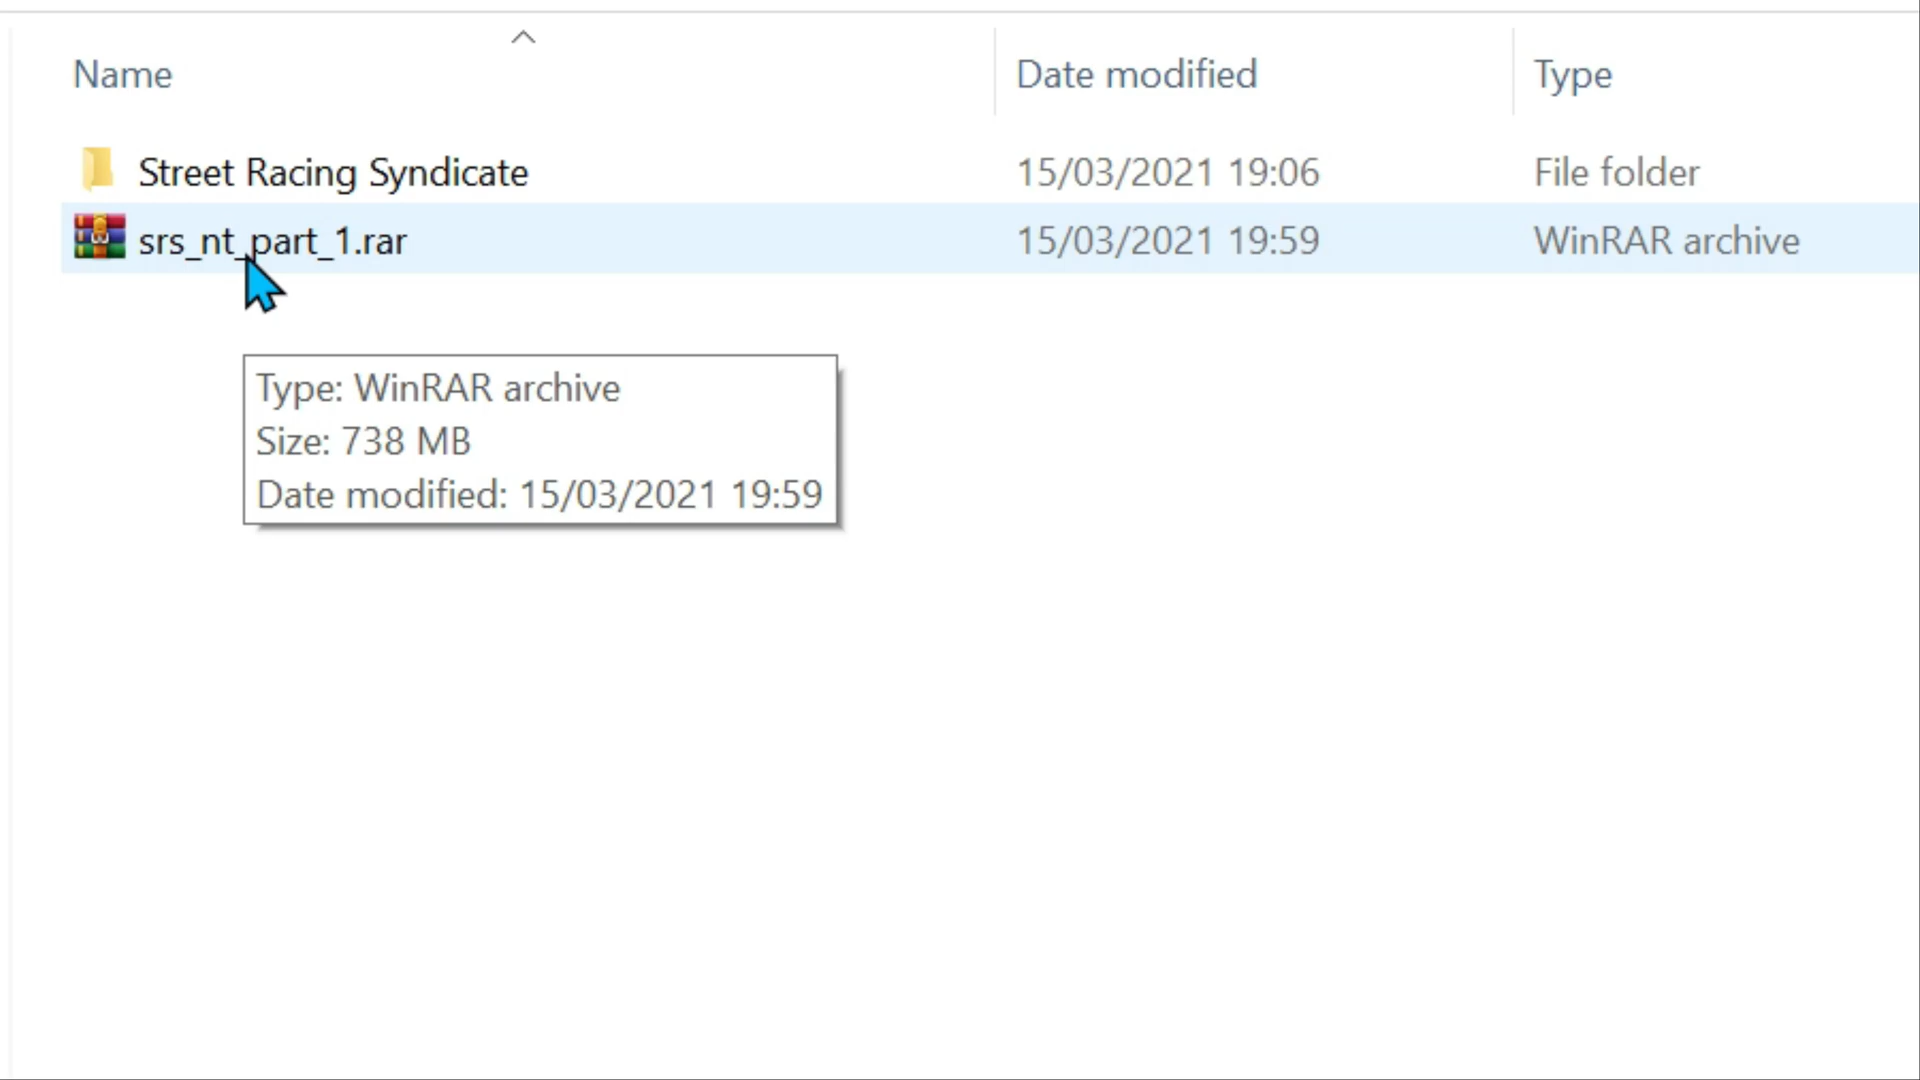 Name Date modified Type
Street Racing Syndicate 15/03/2021 19:06 File folder
srs_nt_part_1.rar 15/03/2021 19:59 WinRAR archive
Type: WinRAR archive
Size: 738 MB
Date modified: 15/03/2021 19:59